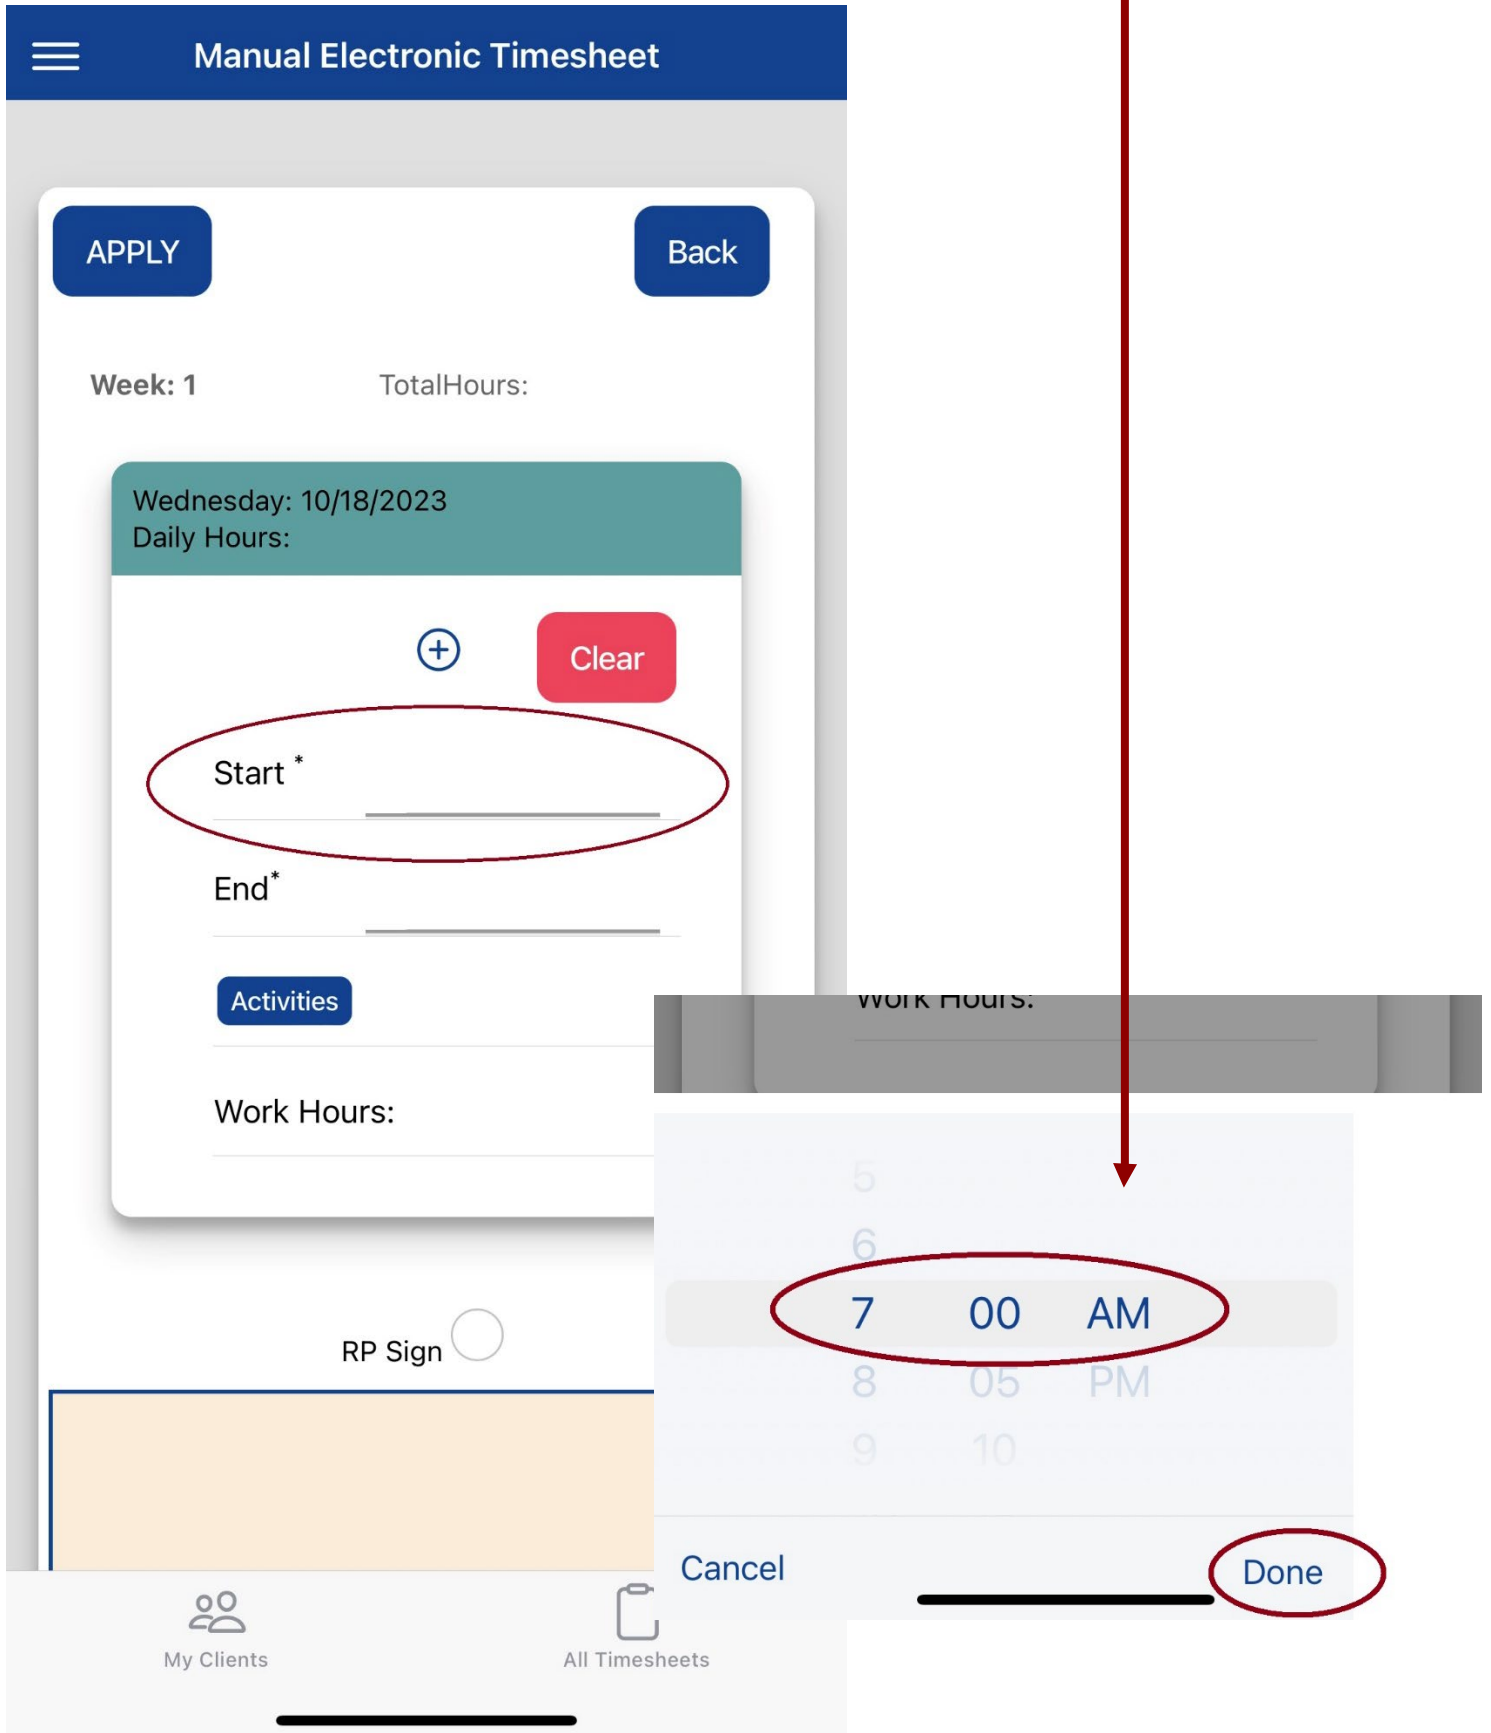 Manual Electronic Timesheet
APPLY
Back
Week: 1
TotalHours:
Wednesday: 10/18/2023
Daily Hours:
Clear
Start *
End*
Activities
Work Hours:
RP Sign
My Clients
All Timesheets
Work Hours:
5
6
7 00 AM
8 05 PM
9 10
Cancel
Done